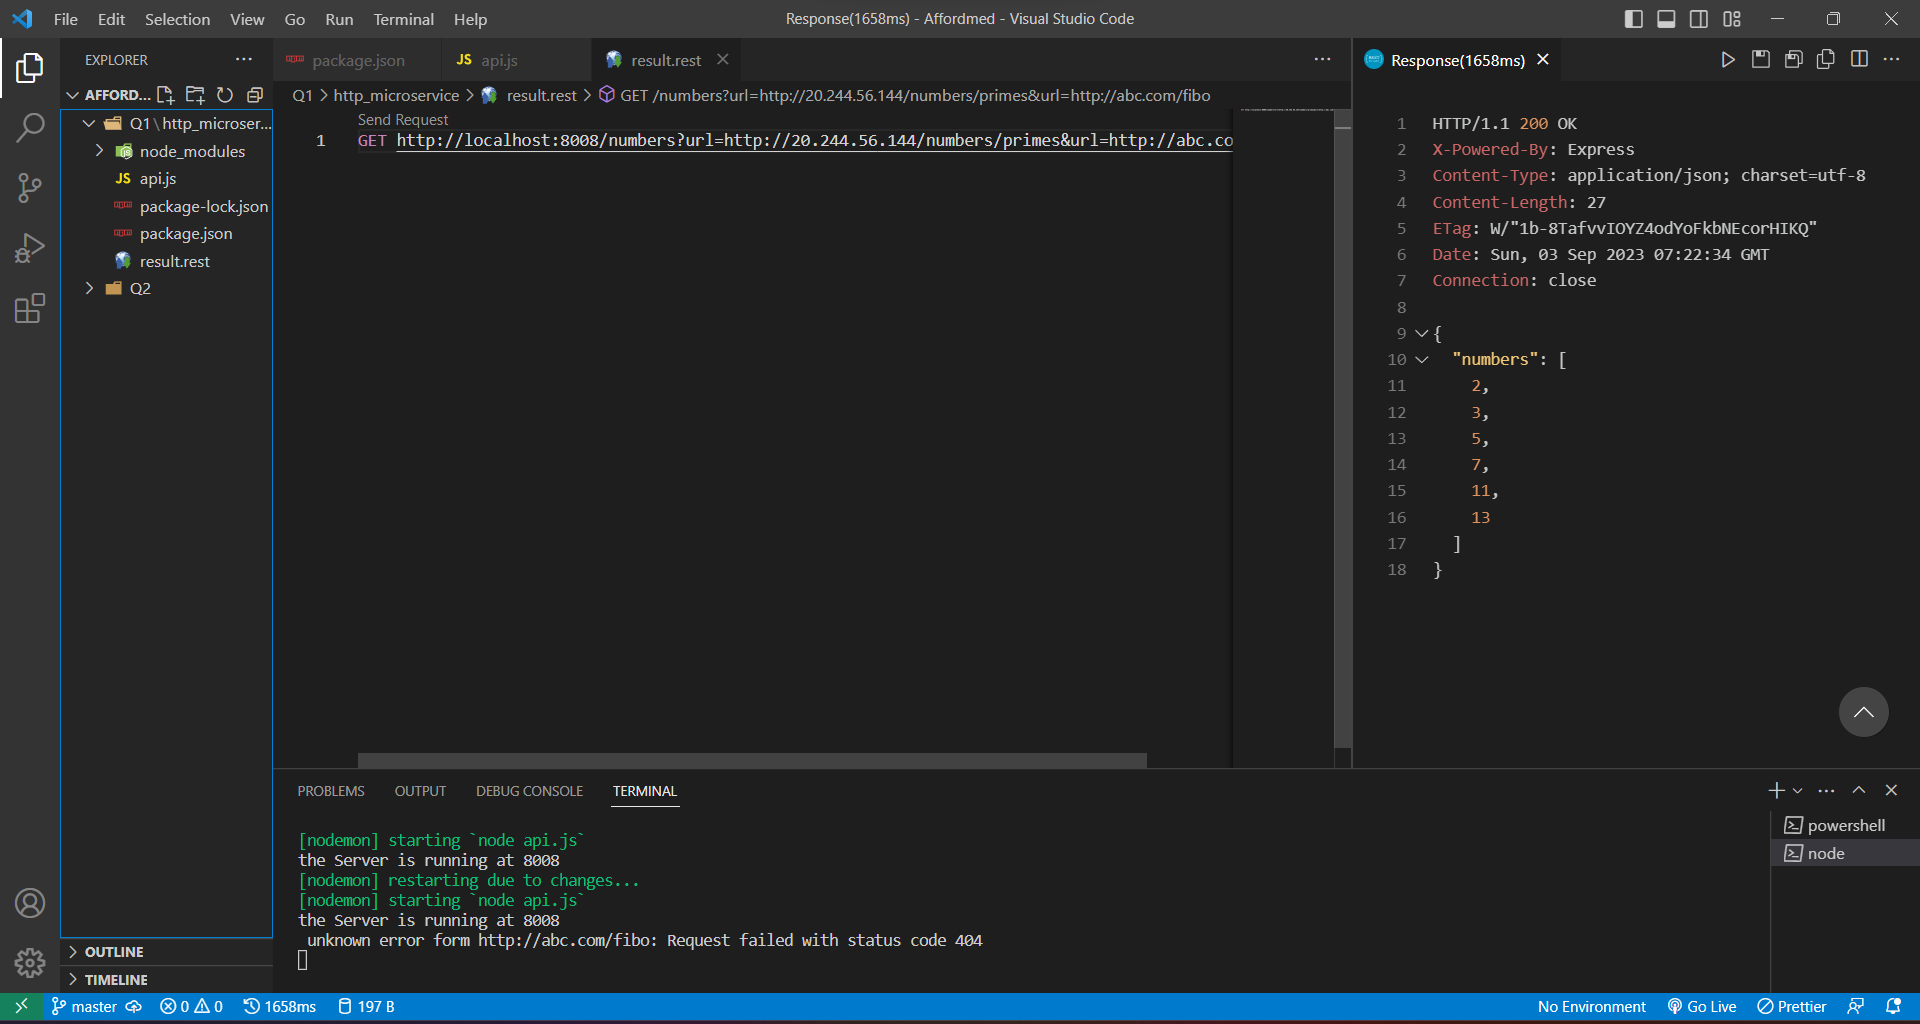 File Edit Selection View Go Run Terminal Help
Response(1658ms) - Affordmed - Visual Studio Code
EXPLORER
AFFORD...
Q1\http_microser...
node_modules
JS api.js
package-lock.json
package.json
result.rest
Q2
OUTLINE
TIMELINE
package.json
JS api.js
result.rest
Q1 > http_microservice > result.rest > GET /numbers?url=http://20.244.56.144/numbers/primes&url=http://abc.com/fibo
Send Request
1 GET http://localhost:8008/numbers?url=http://20.244.56.144/numbers/primes&url=http://abc.co
Response(1658ms)
1 HTTP/1.1 200 OK
2 X-Powered-By: Express
3 Content-Type: application/json; charset=utf-8
4 Content-Length: 27
5 ETag: W/"1b-8TafvvIOYZ4odYoFkbNEcorHIKQ"
6 Date: Sun, 03 Sep 2023 07:22:34 GMT
7 Connection: close
8
9 {
10 "numbers": [
11 2,
12 3,
13 5,
14 7,
15 11,
16 13
17 ]
18 }
PROBLEMS OUTPUT DEBUG CONSOLE TERMINAL
[nodemon] starting `node api.js`
the Server is running at 8008
[nodemon] restarting due to changes...
[nodemon] starting `node api.js`
the Server is running at 8008
unknown error form http://abc.com/fibo: Request failed with status code 404
powershell
node
master 0 0 1658ms 197 B
No Environment Go Live Prettier